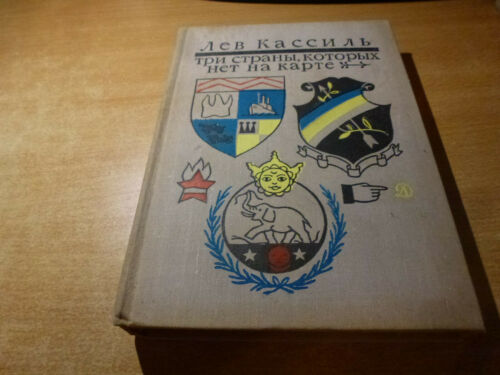 Лев Кассиль
три страны, которых
нет на карте
Д